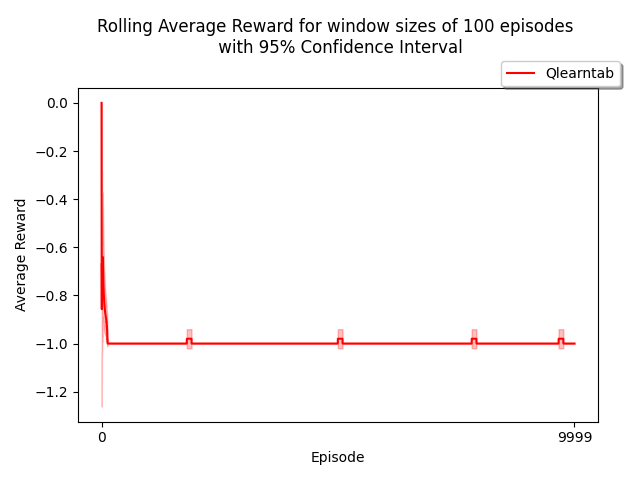 Rolling Average Reward for window sizes of 100 episodes
with 95% Confidence Interval
Qlearntab
0.0
−0.2
−0.4
−0.6
−0.8
−1.0
−1.2
Average Reward
0
9999
Episode